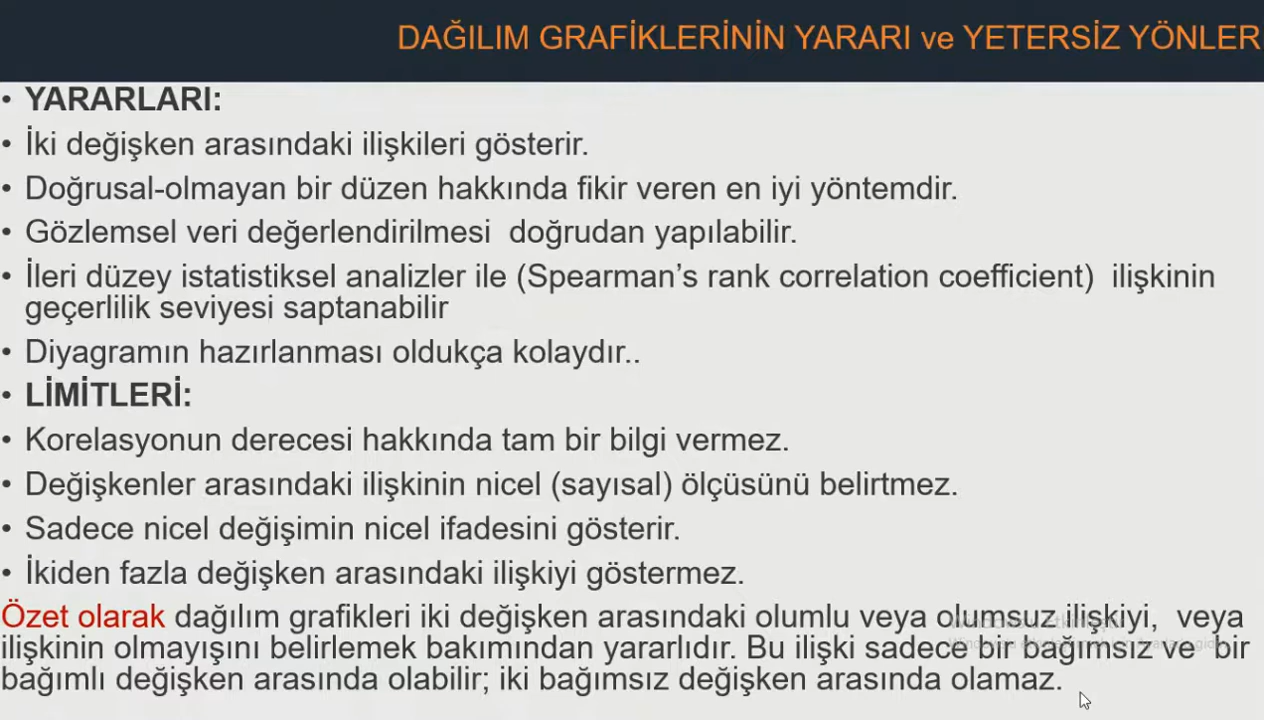 DAĞILIM GRAFİKLERİNİN YARARI ve YETERSİZ YÖNLER
• YARARLARI:
• İki değişken arasındaki ilişkileri gösterir.
• Doğrusal-olmayan bir düzen hakkında fikir veren en iyi yöntemdir.
• Gözlemsel veri değerlendirilmesi doğrudan yapılabilir.
• İleri düzey istatistiksel analizler ile (Spearman's rank correlation coefficient) ilişkinin
geçerlilik seviyesi saptanabilir
• Diyagramın hazırlanması oldukça kolaydır..
• LİMİTLERİ:
• Korelasyonun derecesi hakkında tam bir bilgi vermez.
• Değişkenler arasındaki ilişkinin nicel (sayısal) ölçüsünü belirtmez.
• Sadece nicel değişimin nicel ifadesini gösterir.
• İkiden fazla değişken arasındaki ilişkiyi göstermez.
Özet olarak dağılım grafikleri iki değişken arasındaki olumlu veya olumsuz ilişkiyi, veya
ilişkinin olmayışını belirlemek bakımından yararlıdır. Bu ilişki sadece bir bağımsız ve bir
bağımlı değişken arasında olabilir; iki bağımsız değişken arasında olamaz.